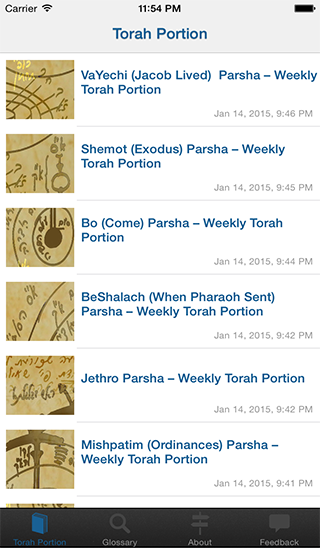 Carrier 11:54 PM
Torah Portion
VaYechi (Jacob Lived)  Parsha – Weekly
Torah Portion
Jan 14, 2015, 9:46 PM
Shemot (Exodus) Parsha – Weekly
Torah Portion
Jan 14, 2015, 9:45 PM
Bo (Come) Parsha – Weekly Torah
Portion
Jan 14, 2015, 9:44 PM
BeShalach (When Pharaoh Sent)
Parsha – Weekly Torah Portion
Jan 14, 2015, 9:42 PM
Jethro Parsha – Weekly Torah Portion
Jan 14, 2015, 9:42 PM
Mishpatim (Ordinances) Parsha –
Weekly Torah Portion
Jan 14, 2015, 9:41 PM
Torah Portion Glossary About Feedback